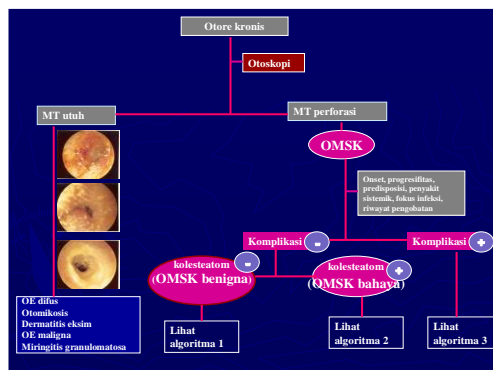 Otore kronis
Otoskopi
MT utuh
MT perforasi
OMSK
Onset, progresifitas,
predisposisi, penyakit
sistemik, fokus infeksi,
riwayat pengobatan
Komplikasi -
Komplikasi +
kolesteatom -
(OMSK benigna)
kolesteatom +
(OMSK bahaya)
OE difus
Otomikosis
Dermatitis eksim
OE maligna
Miringitis granulomatosa
Lihat
algoritma 1
Lihat
algoritma 2
Lihat
algoritma 3